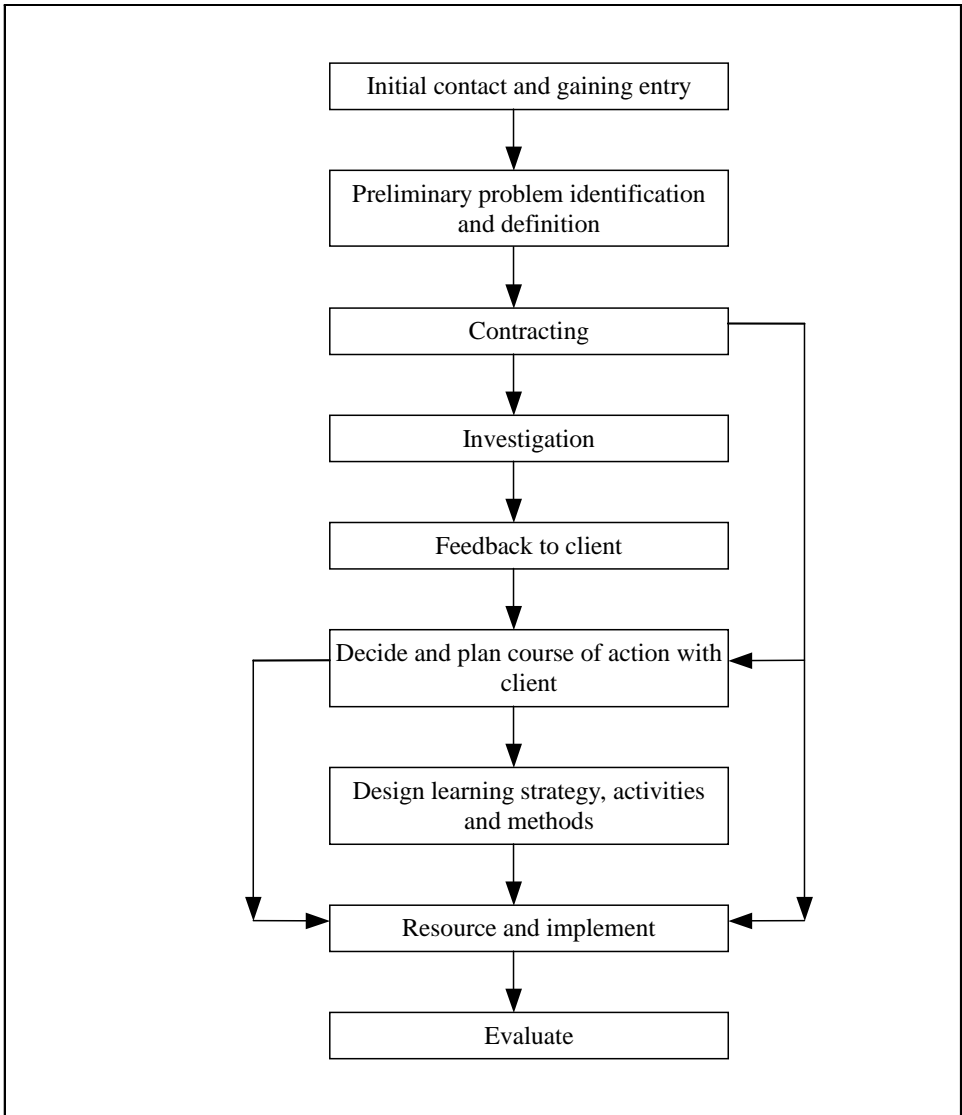 Initial contact and gaining entry
Preliminary problem identification
and definition
Contracting
Investigation
Feedback to client
Decide and plan course of action with
client
Design learning strategy, activities
and methods
Resource and implement
Evaluate